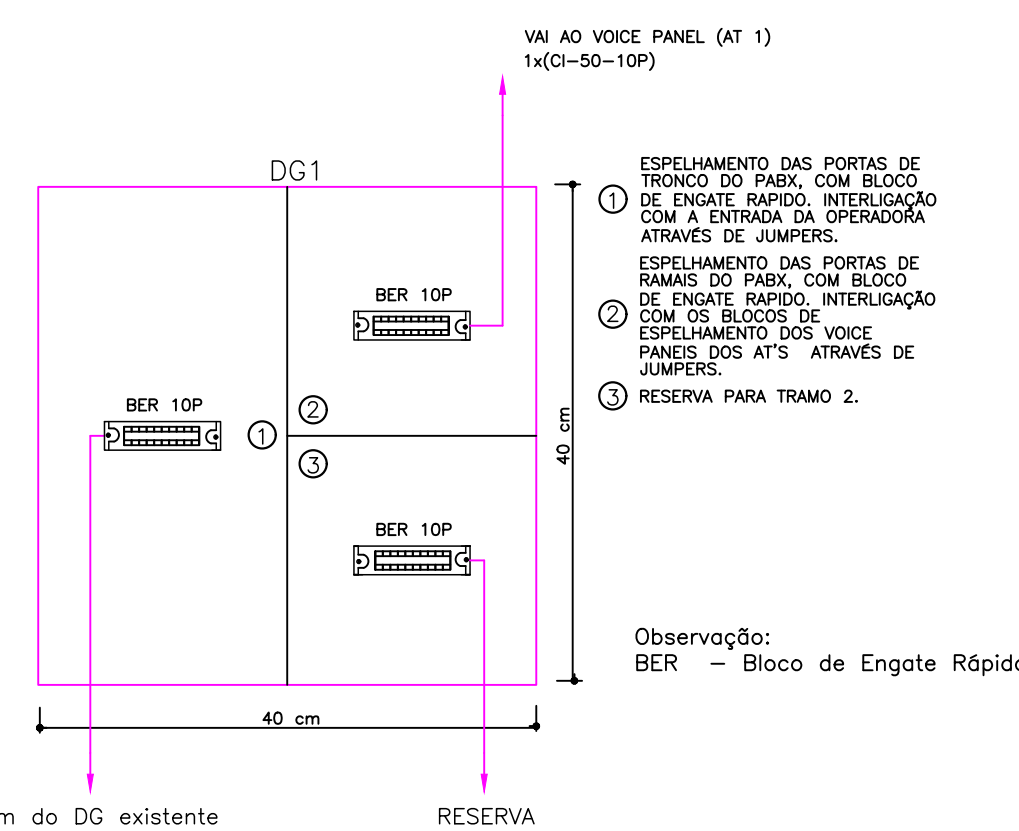 VAI AO VOICE PANEL (AT 1)
1x(CI-50-10P)
DG1
ESPELHAMENTO DAS PORTAS DE
TRONCO DO PABX, COM BLOCO
1 DE ENGATE RAPIDO. INTERLIGAÇÃO
COM A ENTRADA DA OPERADORA
ATRAVÉS DE JUMPERS.
ESPELHAMENTO DAS PORTAS DE
RAMAIS DO PABX, COM BLOCO
DE ENGATE RAPIDO. INTERLIGAÇÃO
2 COM OS BLOCOS DE
ESPELHAMENTO DOS VOICE
PANEIS DOS AT'S ATRAVÉS DE
JUMPERS.
3 RESERVA PARA TRAMO 2.
BER 10P
BER 10P
1
2
3
BER 10P
40 cm
40 cm
Observação:
BER - Bloco de Engate Rápido
do DG existente
RESERVA